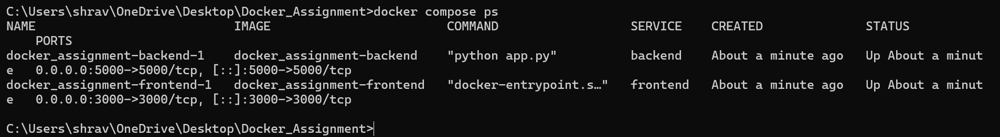 C:\Users\shrav\OneDrive\Desktop\Docker_Assignment>docker compose ps
NAME                           IMAGE                        COMMAND                  SERVICE    CREATED              STATUS
    PORTS
docker_assignment-backend-1    docker_assignment-backend    "python app.py"          backend    About a minute ago   Up About a minut
e   0.0.0.0:5000->5000/tcp, [::]:5000->5000/tcp
docker_assignment-frontend-1   docker_assignment-frontend   "docker-entrypoint.s…"   frontend   About a minute ago   Up About a minut
e   0.0.0.0:3000->3000/tcp, [::]:3000->3000/tcp
C:\Users\shrav\OneDrive\Desktop\Docker_Assignment>